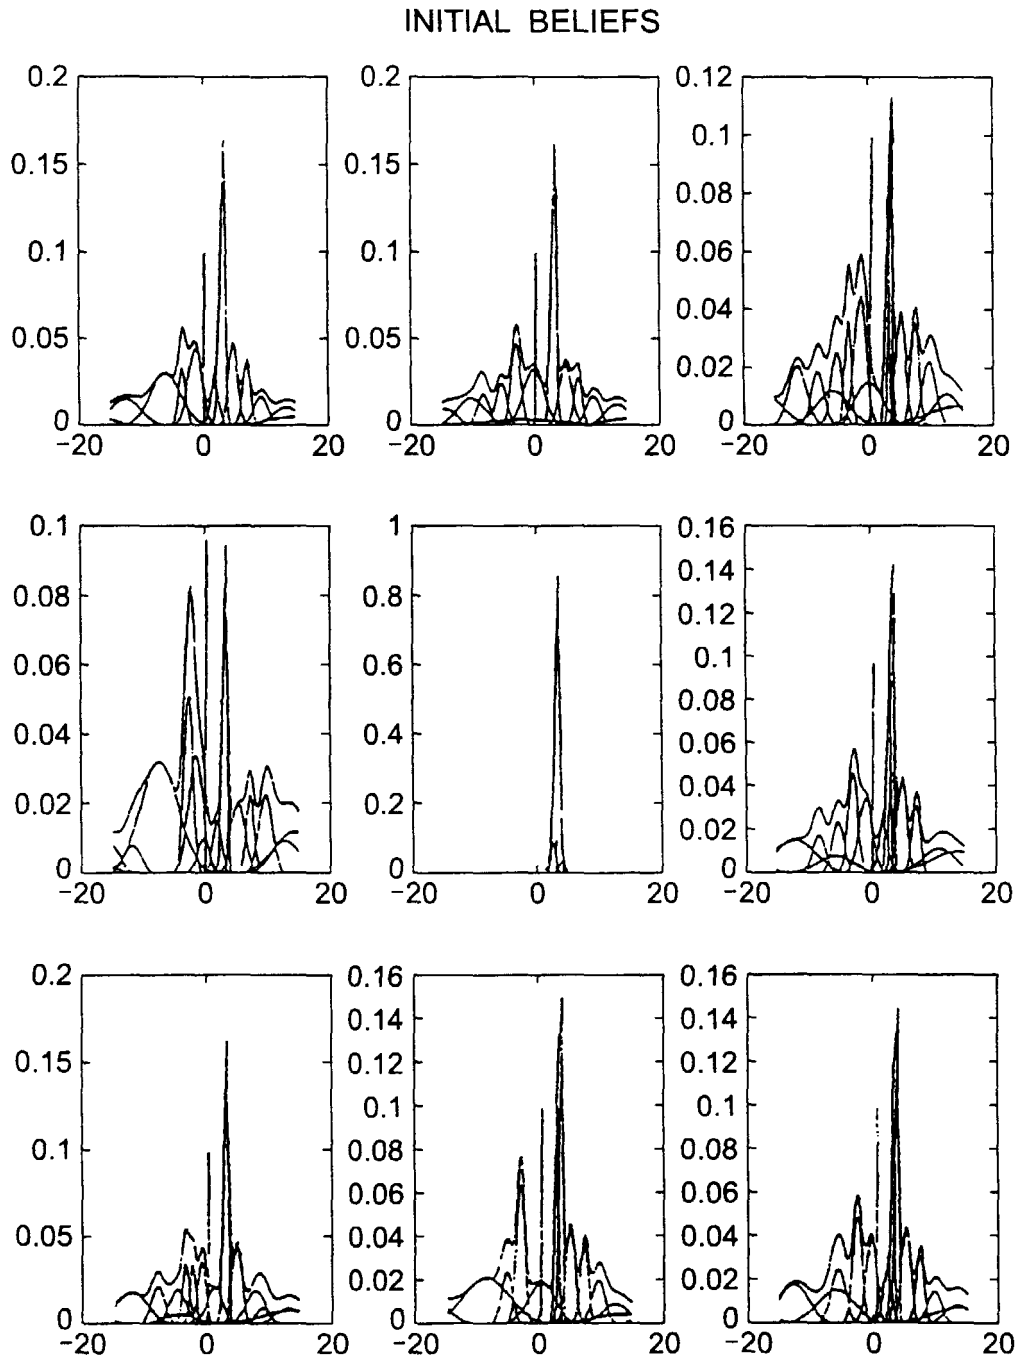 INITIAL BELIEFS
0.2 0.2 0.12
0.1
0.15 0.15
0.08
0.1 0.1 0.06
0.04
0.05 0.05
0.02
0 0 0
−20 0 20 −20 0 20 −20 0 20
0.1 1 0.16
0.14
0.08 0.8
0.12
0.06 0.6 0.1
0.08
0.04 0.4
0.06
0.02 0.2 0.04
0.02
0 0 0
−20 0 20 −20 0 20 −20 0 20
0.2 0.16 0.16
0.14 0.14
0.15
0.12 0.12
0.1 0.1
0.1
0.08 0.08
0.06 0.06
0.05
0.04 0.04
0.02 0.02
0 0 0
−20 0 20 −20 0 20 −20 0 20